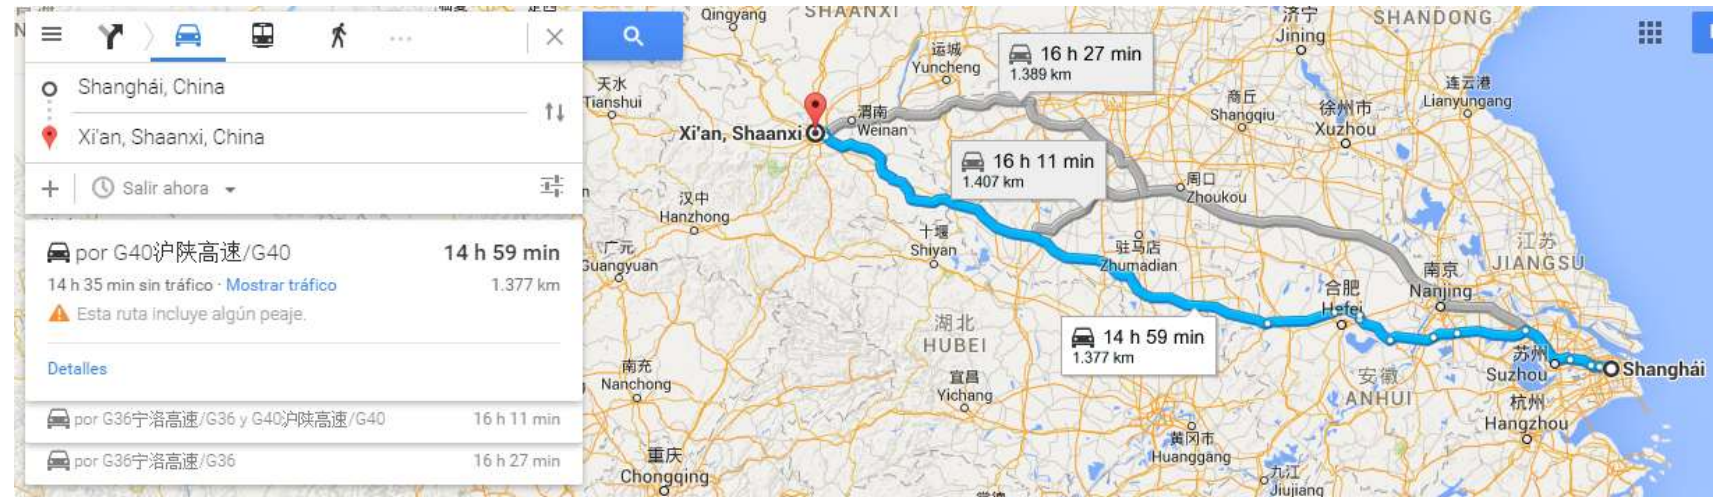 Shanghái, China
Xi'an, Shaanxi, China
Salir ahora
por G40沪陕高速/G40 14 h 59 min
14 h 35 min sin tráfico · Mostrar tráfico 1.377 km
Esta ruta incluye algún peaje.
Detalles
por G36宁洛高速/G36 y G40沪陕高速/G40 16 h 11 min
por G36宁洛高速/G36 16 h 27 min
Qingyang
SHAANXI
济宁
Jining
SHANDONG
运城
Yuncheng
16 h 27 min
1.389 km
天水
Tianshui
渭南
Weinan
商丘
Shangqiu
徐州市
Xuzhou
连云港
Lianyungang
Xi'an, Shaanxi
16 h 11 min
1.407 km
周口
Zhoukou
汉中
Hanzhong
十堰
Shiyan
驻马店
Zhumadian
江苏
JIANGSU
广元
Guangyuan
南京
Nanjing
合肥
Hefei
湖北
HUBEI
14 h 59 min
1.377 km
苏州
Suzhou
Shanghái
南充
Nanchong
宜昌
Yichang
安徽
ANHUI
杭州
Hangzhou
黄冈市
Huanggang
重庆
Chongqing
九江
Jiujiang